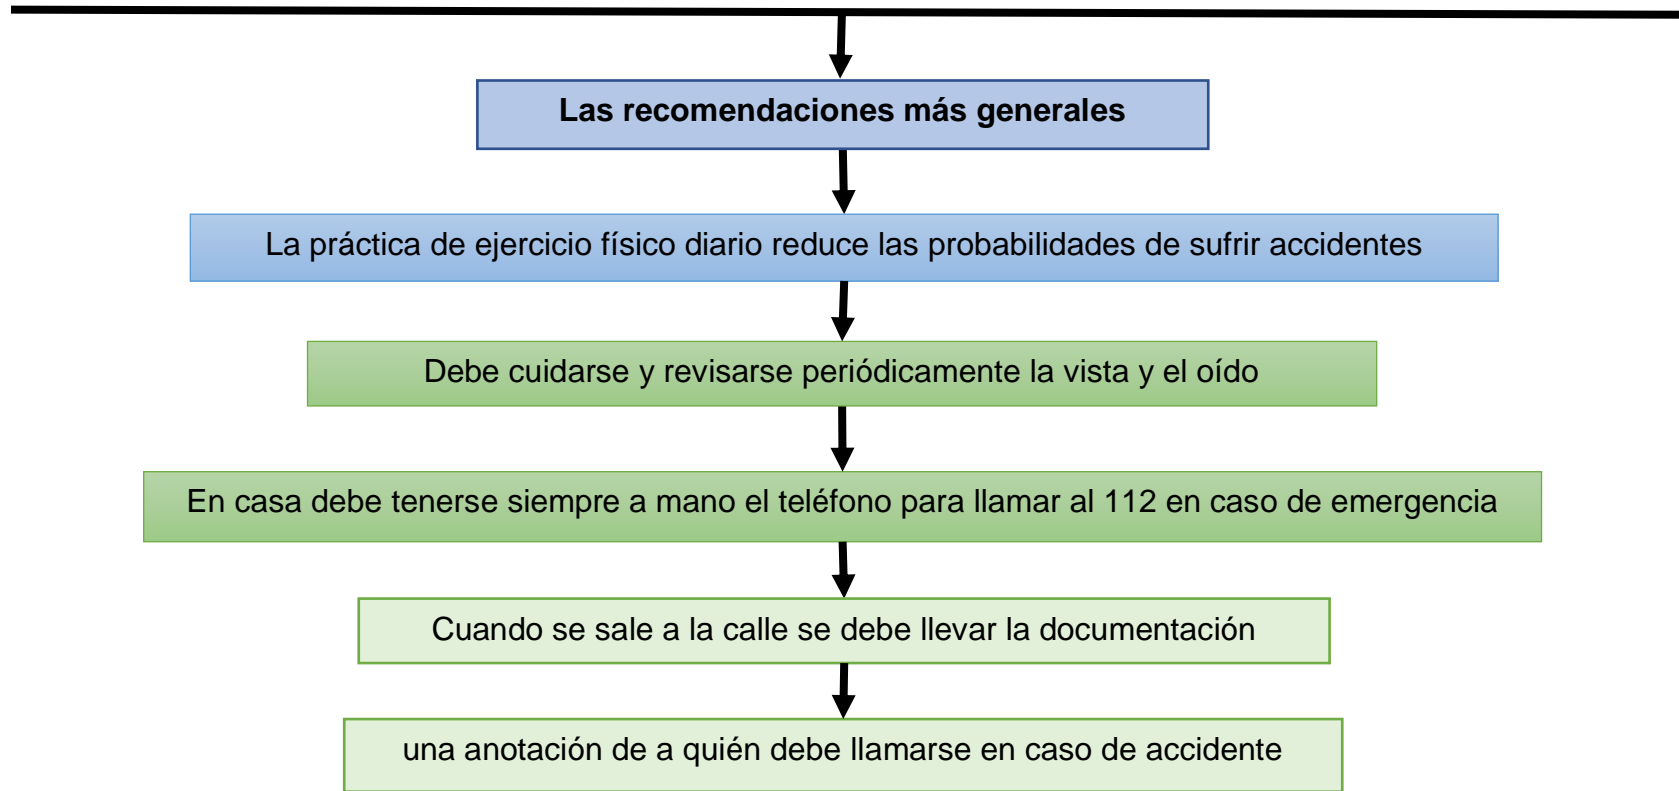 Las recomendaciones más generales
La práctica de ejercicio físico diario reduce las probabilidades de sufrir accidentes
Debe cuidarse y revisarse periódicamente la vista y el oído
En casa debe tenerse siempre a mano el teléfono para llamar al 112 en caso de emergencia
Cuando se sale a la calle se debe llevar la documentación
una anotación de a quién debe llamarse en caso de accidente